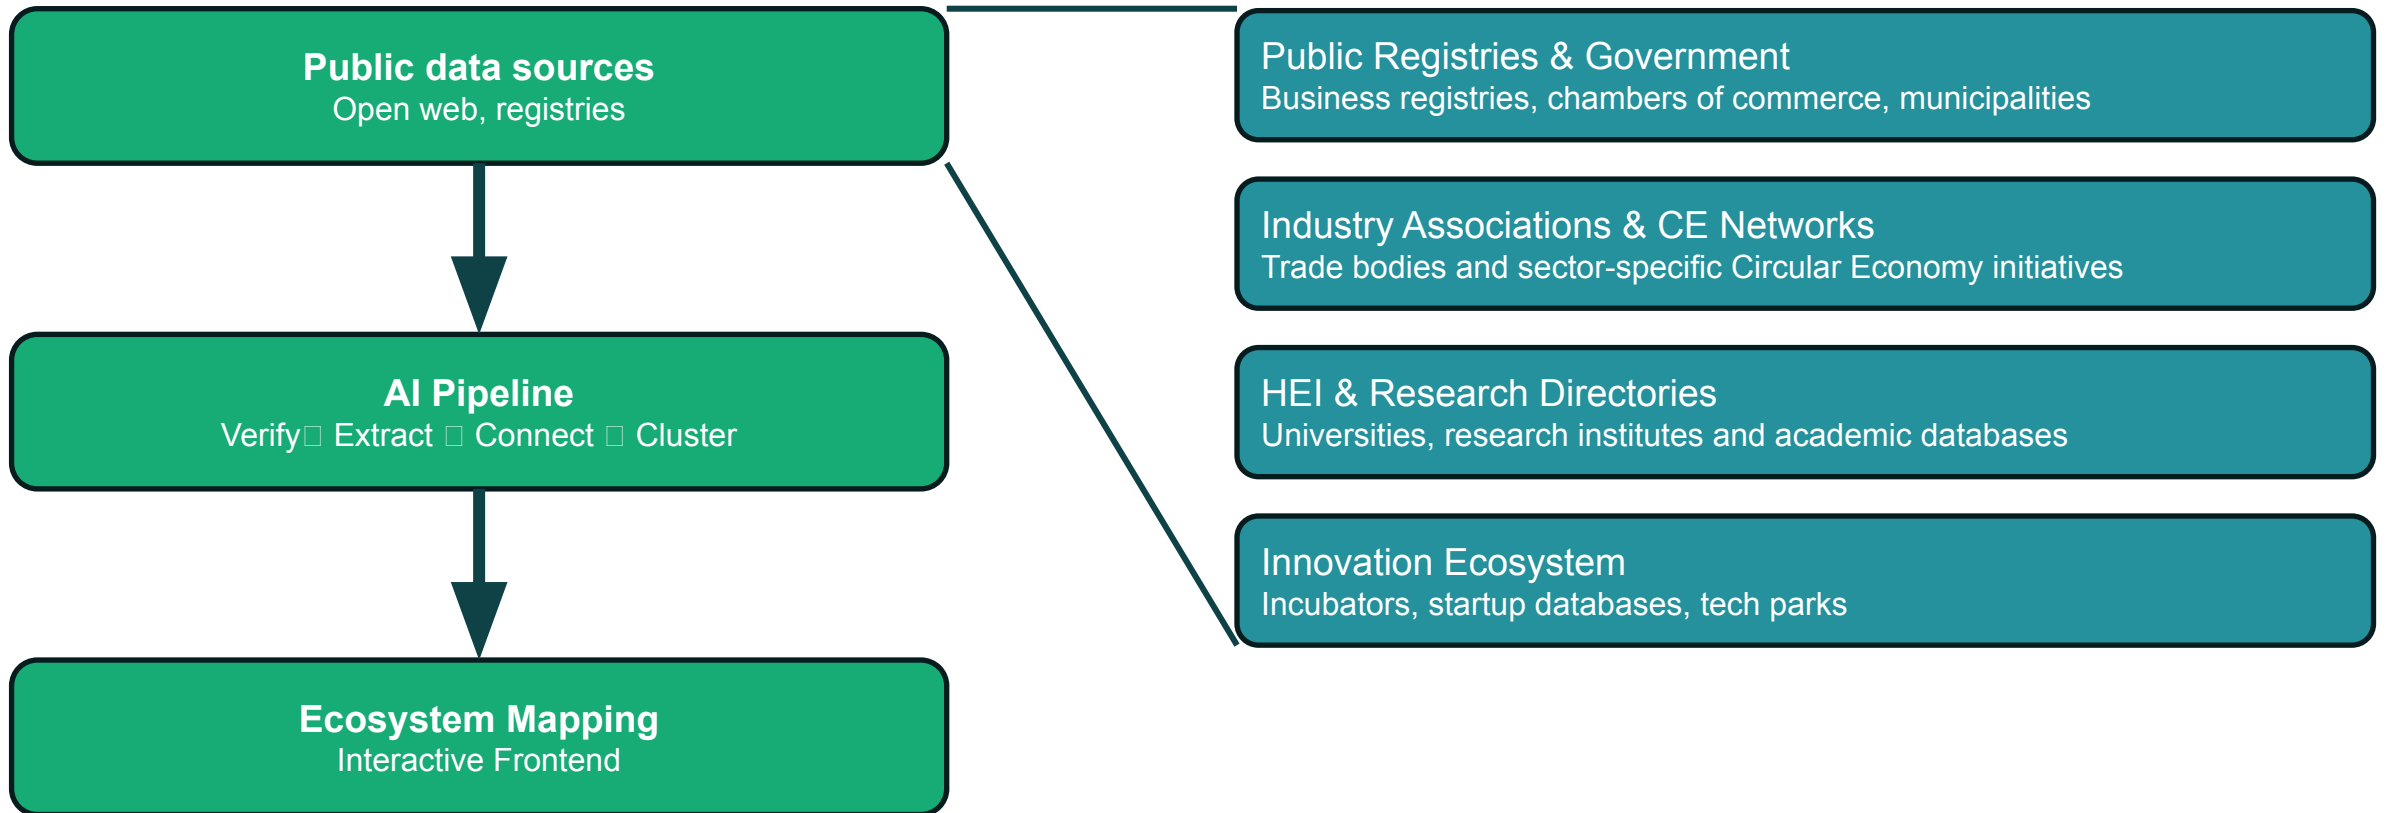 Public data sources
Open web, registries
AI Pipeline
Verify□ Extract □ Connect □ Cluster
Ecosystem Mapping
Interactive Frontend
Public Registries & Government
Business registries, chambers of commerce, municipalities
Industry Associations & CE Networks
Trade bodies and sector-specific Circular Economy initiatives
HEI & Research Directories
Universities, research institutes and academic databases
Innovation Ecosystem
Incubators, startup databases, tech parks